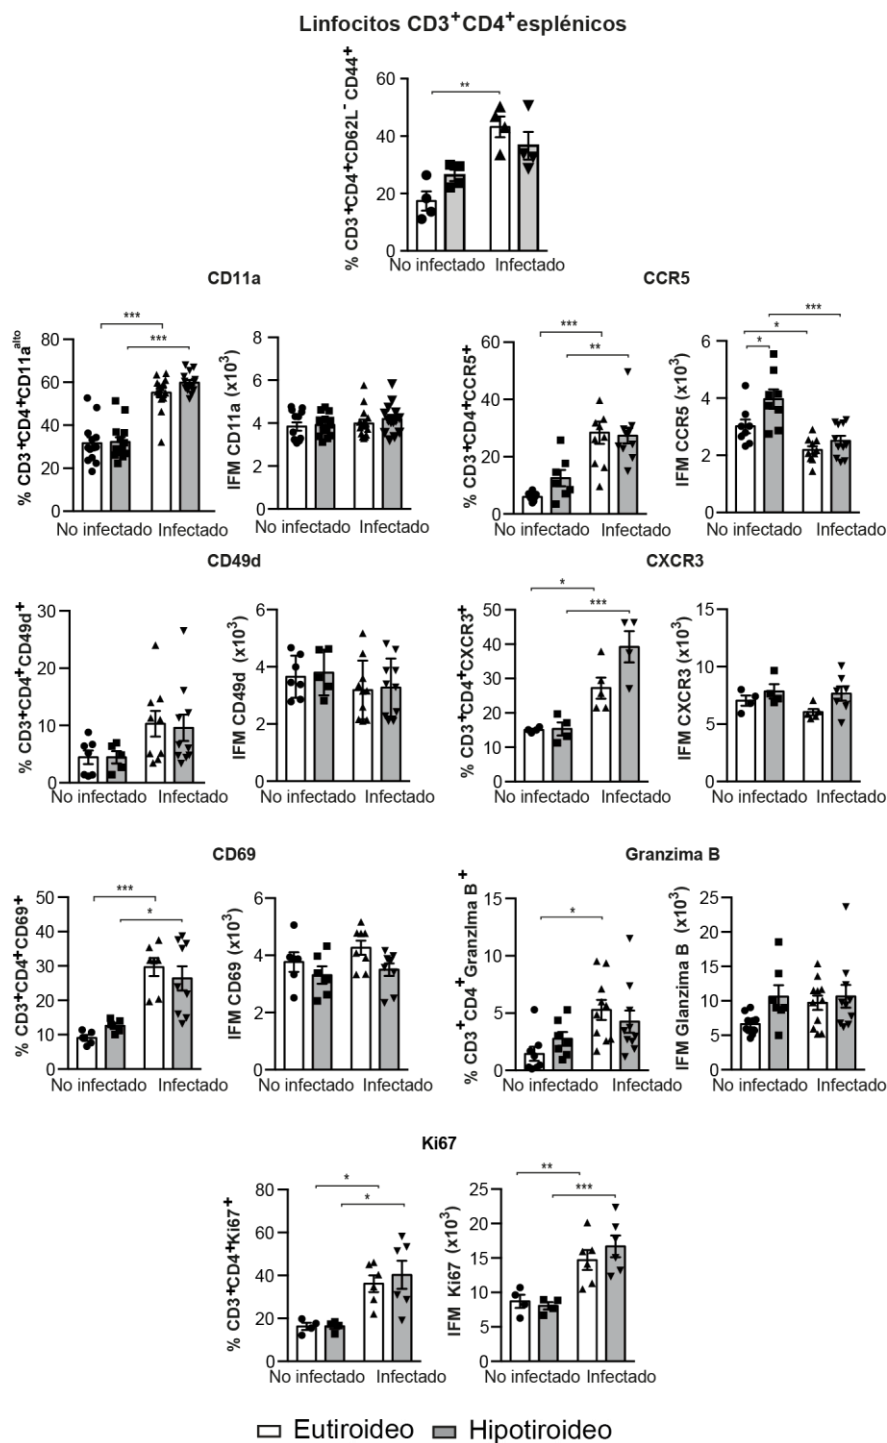 Linfocitos CD3+CD4+esplénicos
% CD3+CD4+CD62L- CD44+
60
40
20
0
**
No infectado Infectado
CD11a
% CD3+CD4+CD11a^alto
80
60
40
20
0
***
***
No infectado Infectado
IFM CD11a (x10³)
8
6
4
2
0
No infectado Infectado
CCR5
% CD3+CD4+CCR5+
60
40
20
0
***
**
No infectado Infectado
IFM CCR5 (x10³)
6
4
2
0
***
*
*
No infectado Infectado
CD49d
% CD3+CD4+CD49d+
30
20
10
0
No infectado Infectado
IFM CD49d (x10³)
6
4
2
0
No infectado Infectado
CXCR3
% CD3+CD4+CXCR3+
50
40
30
20
10
0
*
***
No infectado Infectado
IFM CXCR3 (x10³)
15
10
5
0
No infectado Infectado
CD69
% CD3+CD4+CD69+
50
40
30
20
10
0
***
*
No infectado Infectado
IFM CD69 (x10³)
6
4
2
0
No infectado Infectado
Granzima B
% CD3+CD4+GranzIma B+
15
10
5
0
*
No infectado Infectado
IFM Glanzima B (x10³)
25
20
15
10
5
0
No infectado Infectado
Ki67
% CD3+CD4+Ki67+
80
60
40
20
0
*
*
No infectado Infectado
IFM Ki67 (x10³)
25
20
15
10
5
0
**
***
No infectado Infectado
Eutiroideo Hipotiroideo